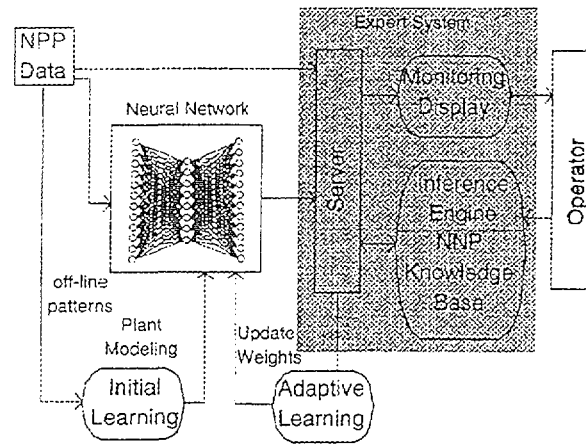 Expert System
NPP
Data
Neural Network
Monitoring
Display
Server
Operator
Inference
Engine
NNP
Knowledge
Base
off-line
patterns
Plant
Modeling
Update
Weights
Initial
Learning
Adaptive
Learning